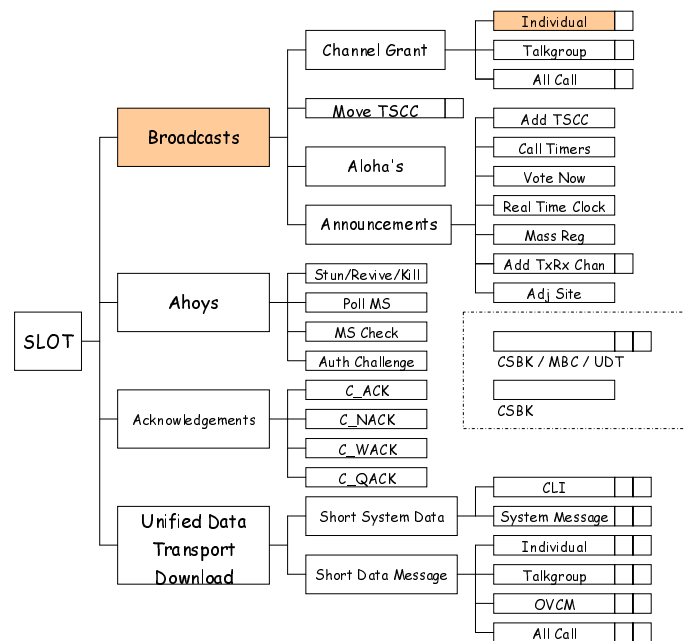 SLOT
Broadcasts
Channel Grant
Individual
Talkgroup
All Call
Move TSCC
Aloha's
Announcements
Add TSCC
Call Timers
Vote Now
Real Time Clock
Mass Reg
Add TxRx Chan
Adj Site
Ahoys
Stun/Revive/Kill
Poll MS
MS Check
Auth Challenge
CSBK / MBC / UDT
CSBK
Acknowledgements
C_ACK
C_NACK
C_WACK
C_QACK
Unified Data
Transport
Download
Short System Data
CLI
System Message
Short Data Message
Individual
Talkgroup
OVCM
All Call